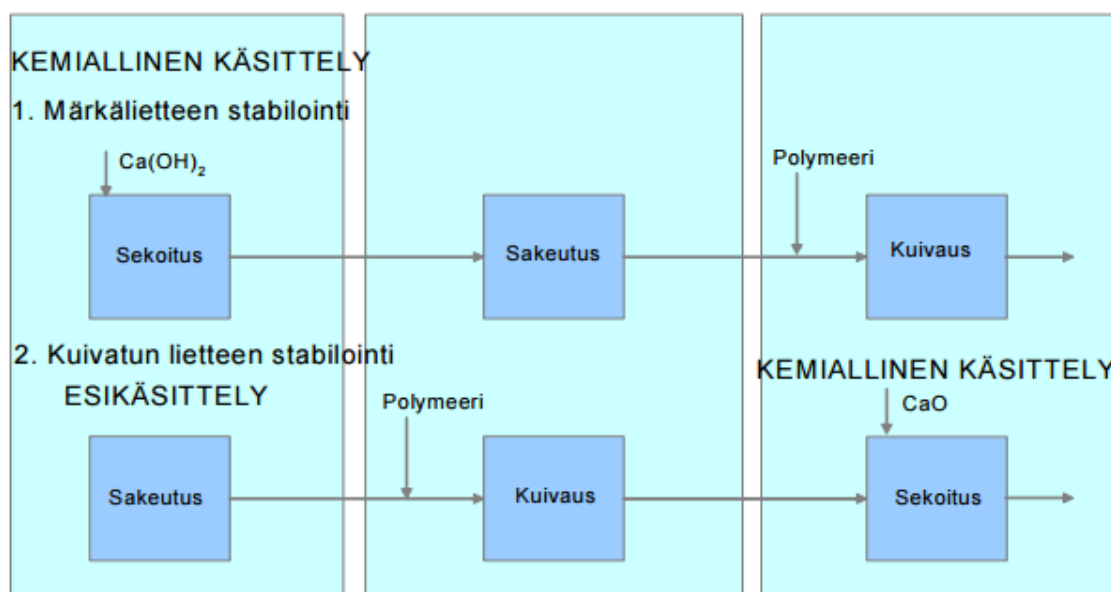 KEMIALLINEN KÄSITTELY
1. Märkälietteen stabilointi
Ca(OH)₂
Polymeeri
Sekoitus
Sakeutus
Kuivaus
2. Kuivatun lietteen stabilointi
ESIKÄSITTELY
KEMIALLINEN KÄSITTELY
Polymeeri
CaO
Sakeutus
Kuivaus
Sekoitus